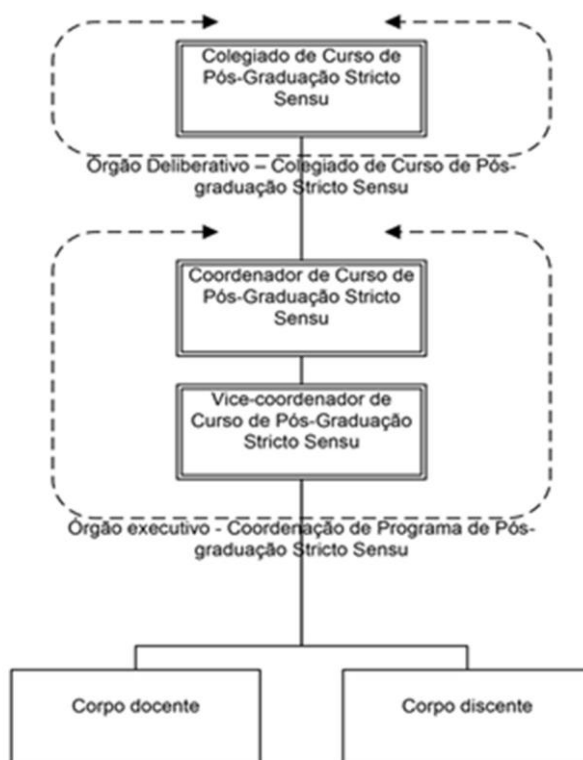 Colegiado de Curso de
Pós-Graduação Stricto
Sensu
Órgão Deliberativo – Colegiado de Curso de Pós-
graduação Stricto Sensu
Coordenador de Curso de
Pós-Graduação Stricto
Sensu
Vice-coordenador de
Curso de Pós-Graduação
Stricto Sensu
Órgão executivo - Coordenação de Programa de Pós-
graduação Stricto Sensu
Corpo docente
Corpo discente